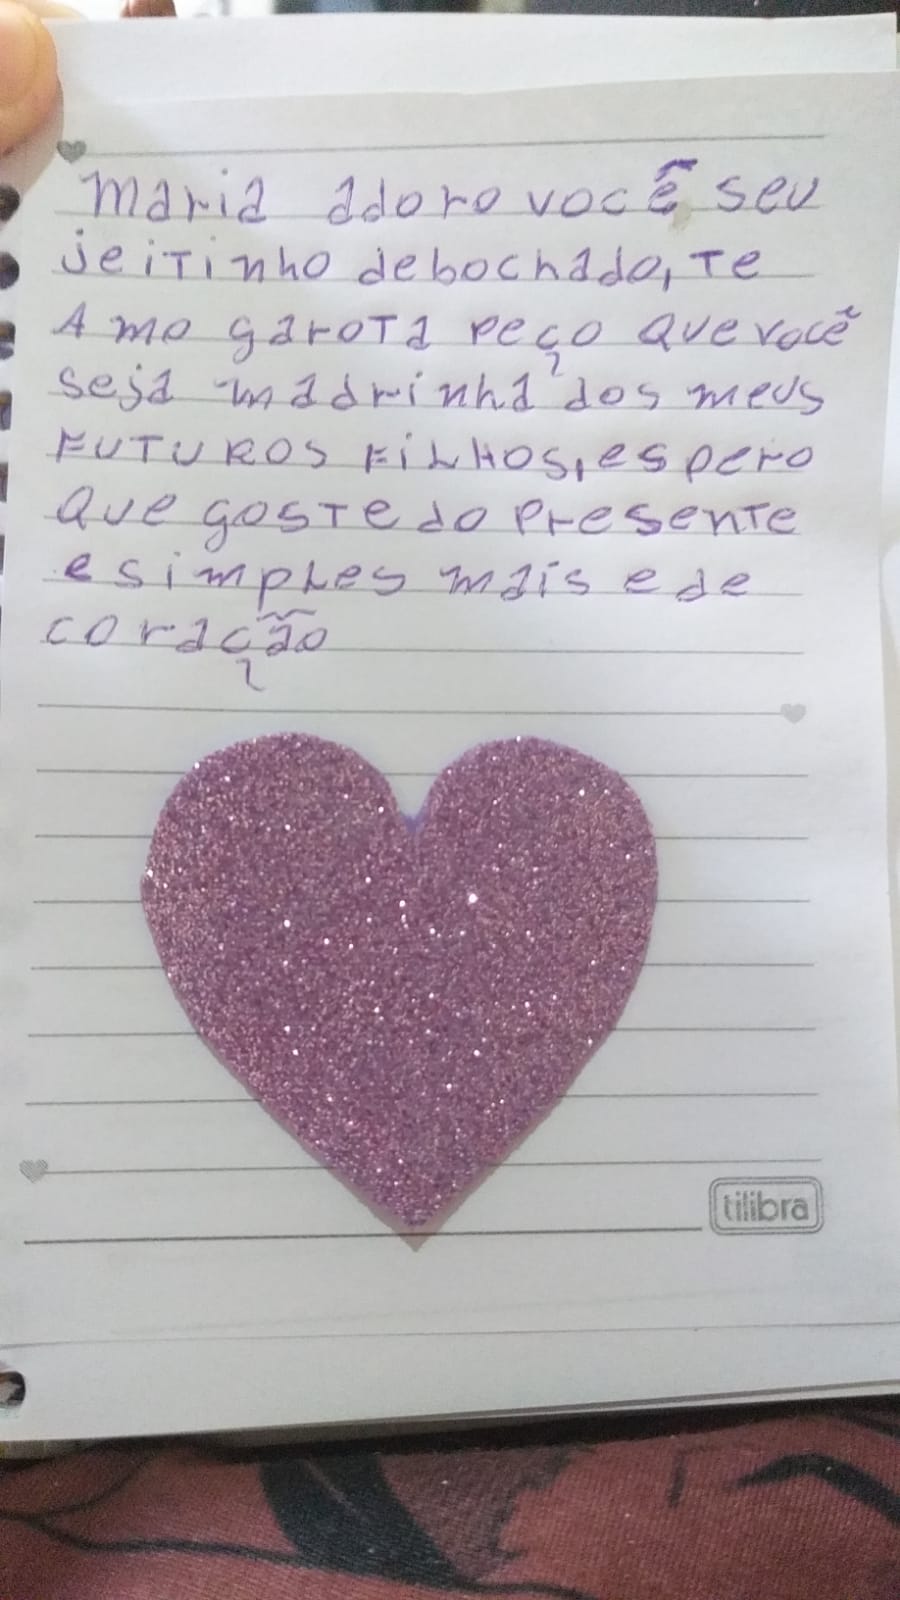 Maria adoro você seu
jeitinho debochado, te
Amo garota peço que você
seja madrinha dos meus
FUTUROS FILHOS, espero
Que goste do presente
e simples mais e de
coração
tilibra